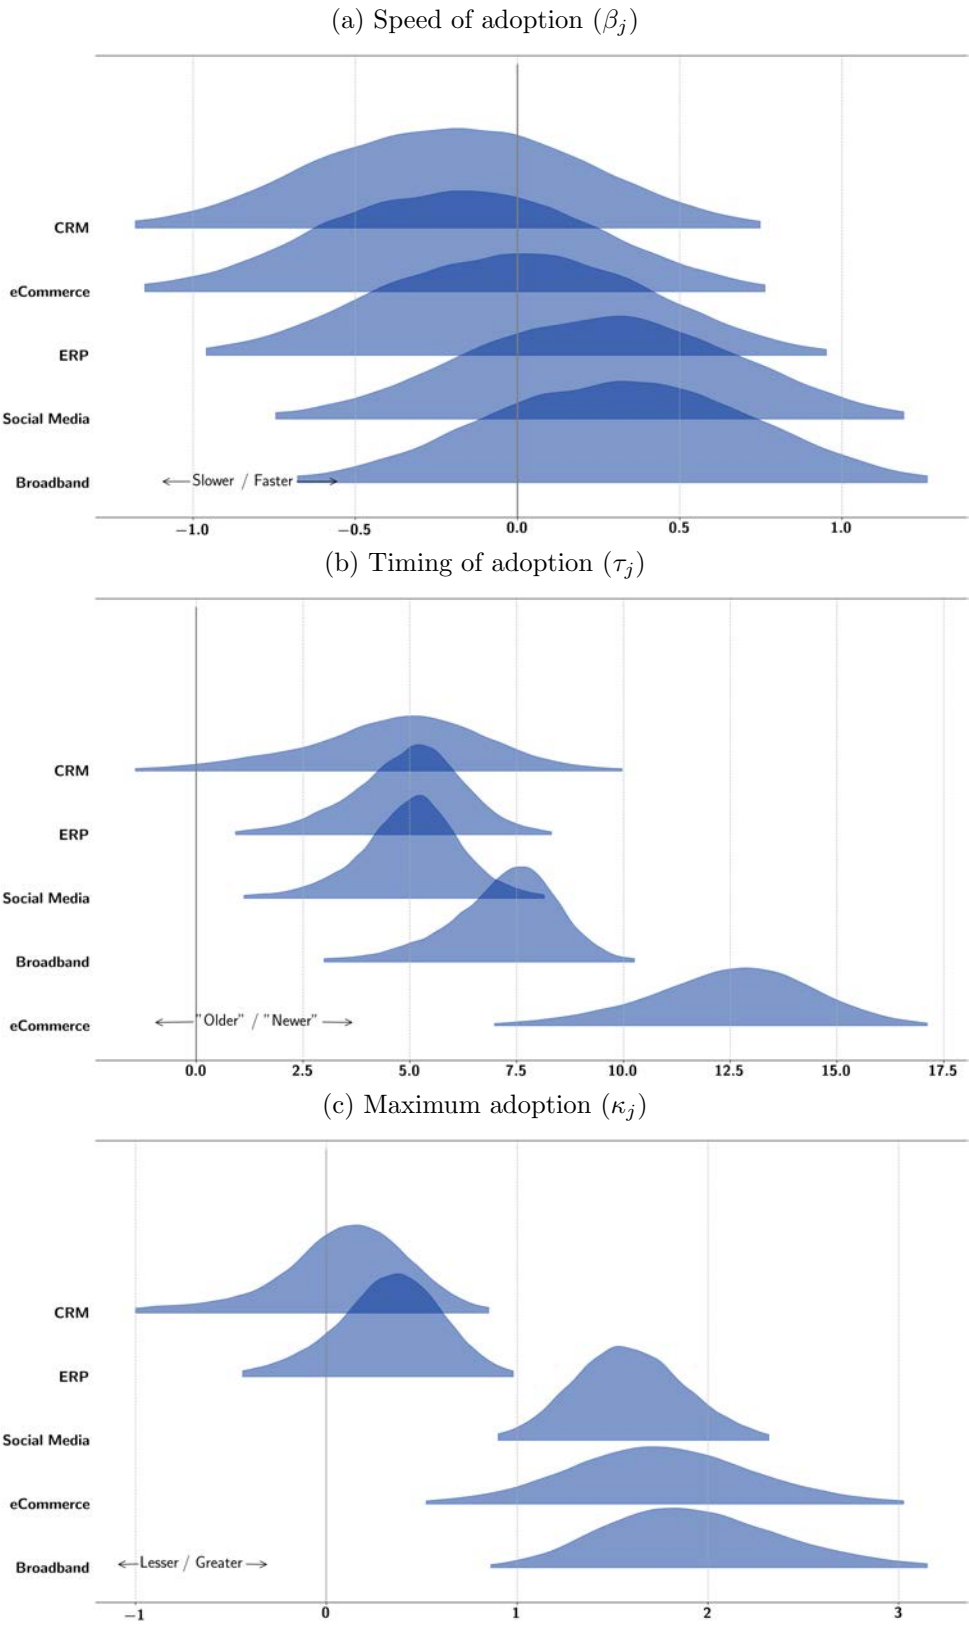 (a) Speed of adoption (βⱼ)
CRM
eCommerce
ERP
Social Media
Broadband
Slower / Faster
−1.0 −0.5 0.0 0.5 1.0
(b) Timing of adoption (τⱼ)
CRM
ERP
Social Media
Broadband
eCommerce
"Older" / "Newer"
0.0 2.5 5.0 7.5 10.0 12.5 15.0 17.5
(c) Maximum adoption (κⱼ)
CRM
ERP
Social Media
eCommerce
Broadband
Lesser / Greater
−1 0 1 2 3